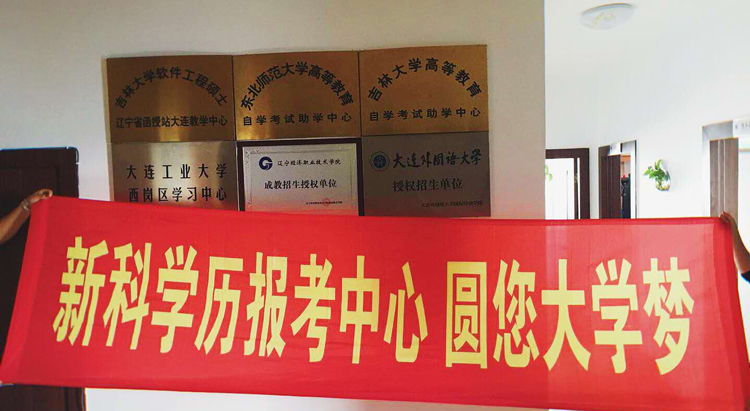 吉林大学软件工程硕士
辽宁省函授站大连教学中心
东北师范大学高等教育
自学考试助学中心
吉林大学高等教育
自学考试助学中心
大连工业大学
西岗区学习中心
辽宁经济职业技术学院
成教招生授权单位
大连外国语大学
授权招生单位
新科学历报考中心 圆您大学梦